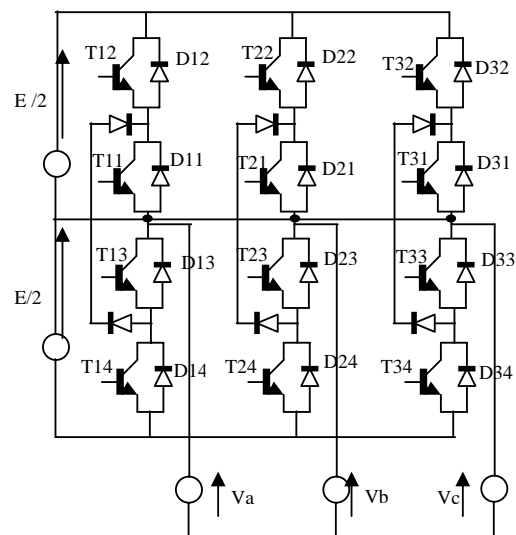 T12 D12 T22 D22 T32 D32
E /2
T11 D11 T21 D21 T31 D31
T13 D13 T23 D23 T33 D33
E/2
T14 D14 T24 D24 T34 D34
Va Vb Vc